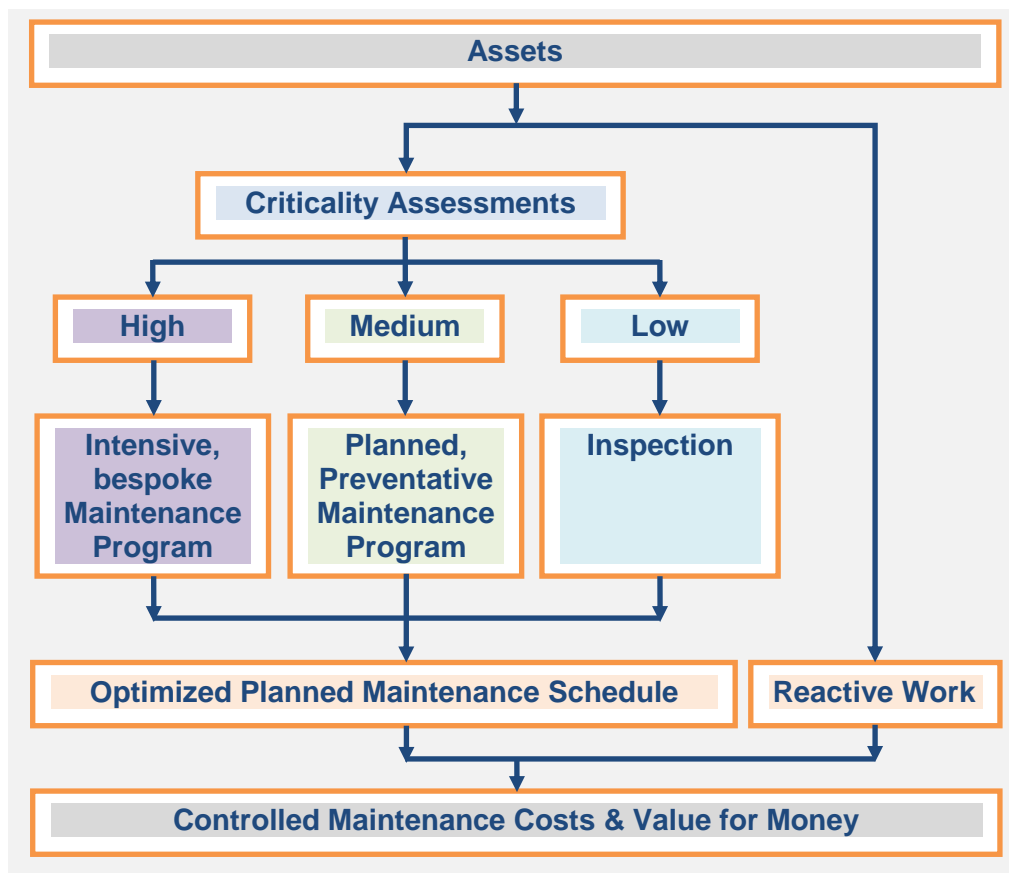 Assets
Criticality Assessments
High
Medium
Low
Intensive,
bespoke
Maintenance
Program
Planned,
Preventative
Maintenance
Program
Inspection
Optimized Planned Maintenance Schedule
Reactive Work
Controlled Maintenance Costs & Value for Money